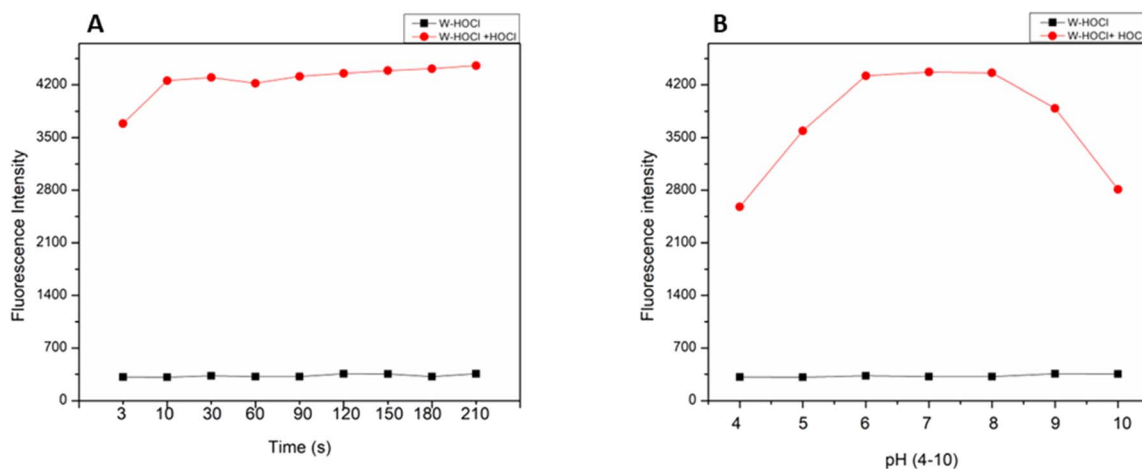 A
W-HOCl
W-HOCl +HOCl
Fluorescence Intensity
4200
3500
2800
2100
1400
700
0
3 10 30 60 90 120 150 180 210
Time (s)
B
W-HOCl
W-HOCl+ HOCl
Fluorescence intensity
4200
3500
2800
2100
1400
700
0
4 5 6 7 8 9 10
pH (4-10)